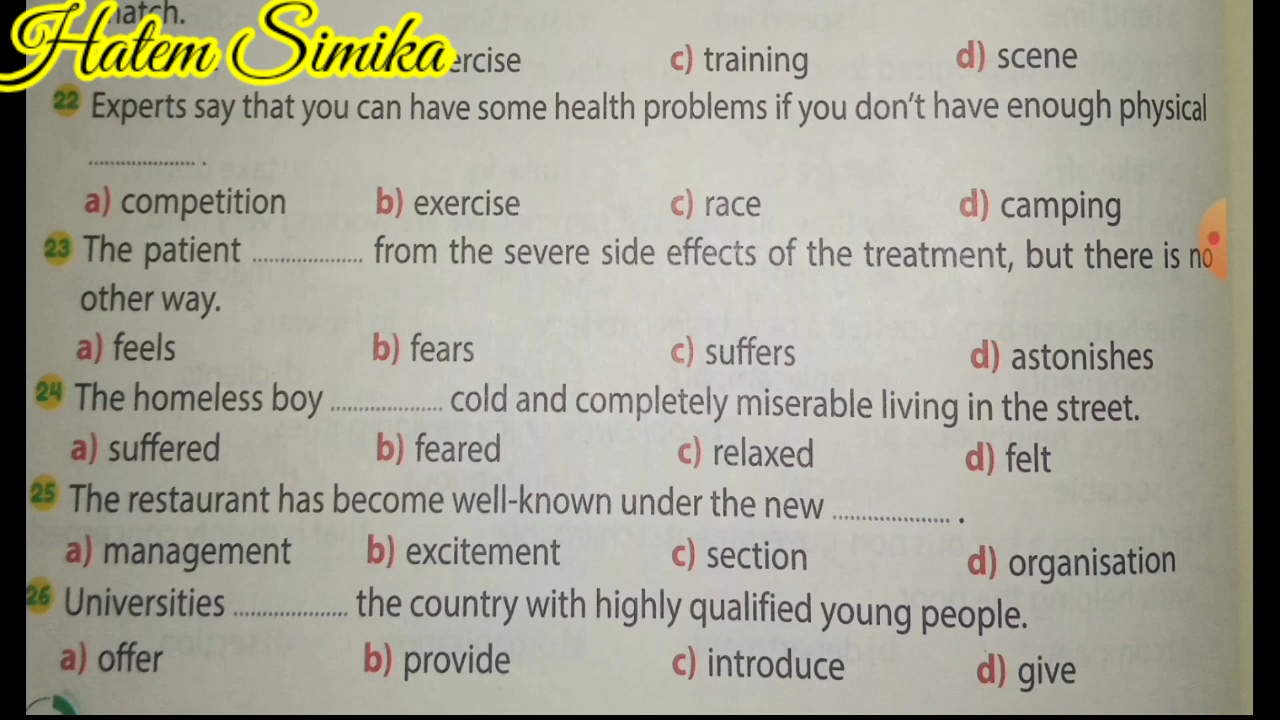 match.
Hatem Simika
c) training d) scene
22 Experts say that you can have some health problems if you don't have enough physical
.................... .
a) competition b) exercise c) race d) camping
23 The patient .................... from the severe side effects of the treatment, but there is no
other way.
a) feels b) fears c) suffers d) astonishes
24 The homeless boy .................... cold and completely miserable living in the street.
a) suffered b) feared c) relaxed d) felt
25 The restaurant has become well-known under the new .................... .
a) management b) excitement c) section d) organisation
26 Universities .................... the country with highly qualified young people.
a) offer b) provide c) introduce d) give